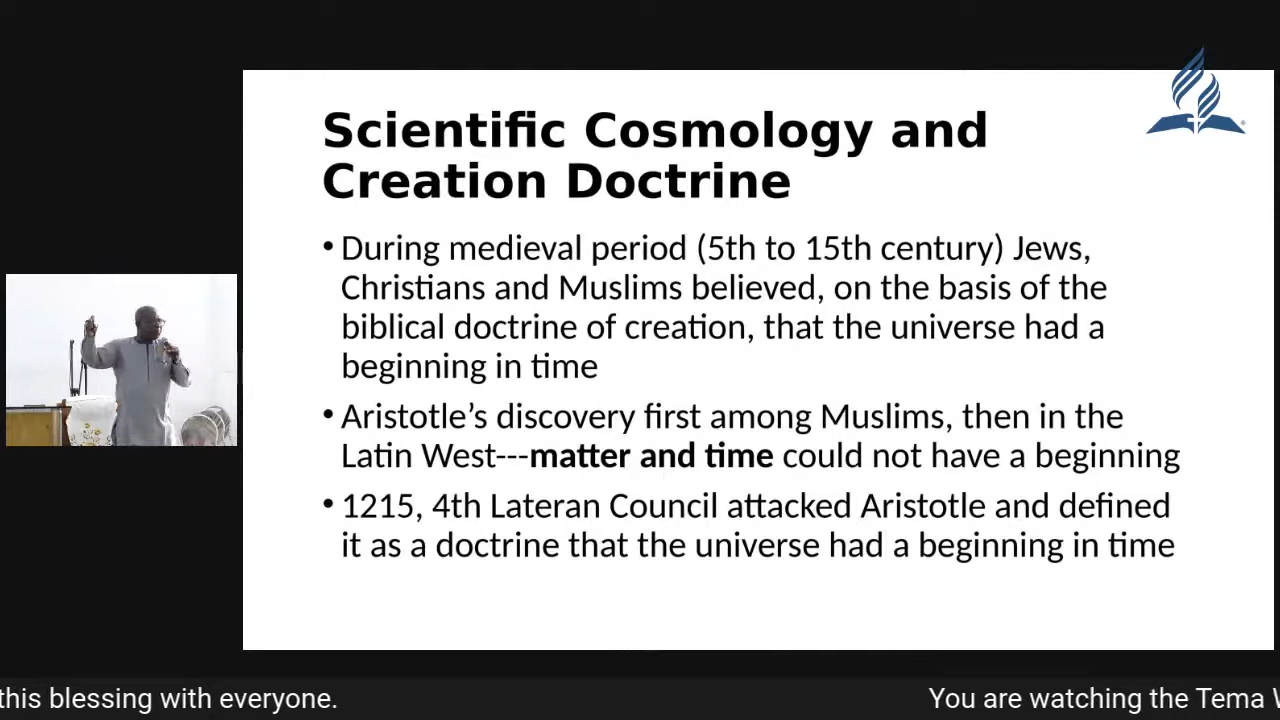 Scientific Cosmology and
Creation Doctrine
• During medieval period (5th to 15th century) Jews,
Christians and Muslims believed, on the basis of the
biblical doctrine of creation, that the universe had a
beginning in time
• Aristotle’s discovery first among Muslims, then in the
Latin West---matter and time could not have a beginning
• 1215, 4th Lateran Council attacked Aristotle and defined
it as a doctrine that the universe had a beginning in time
this blessing with everyone.
You are watching the Tema